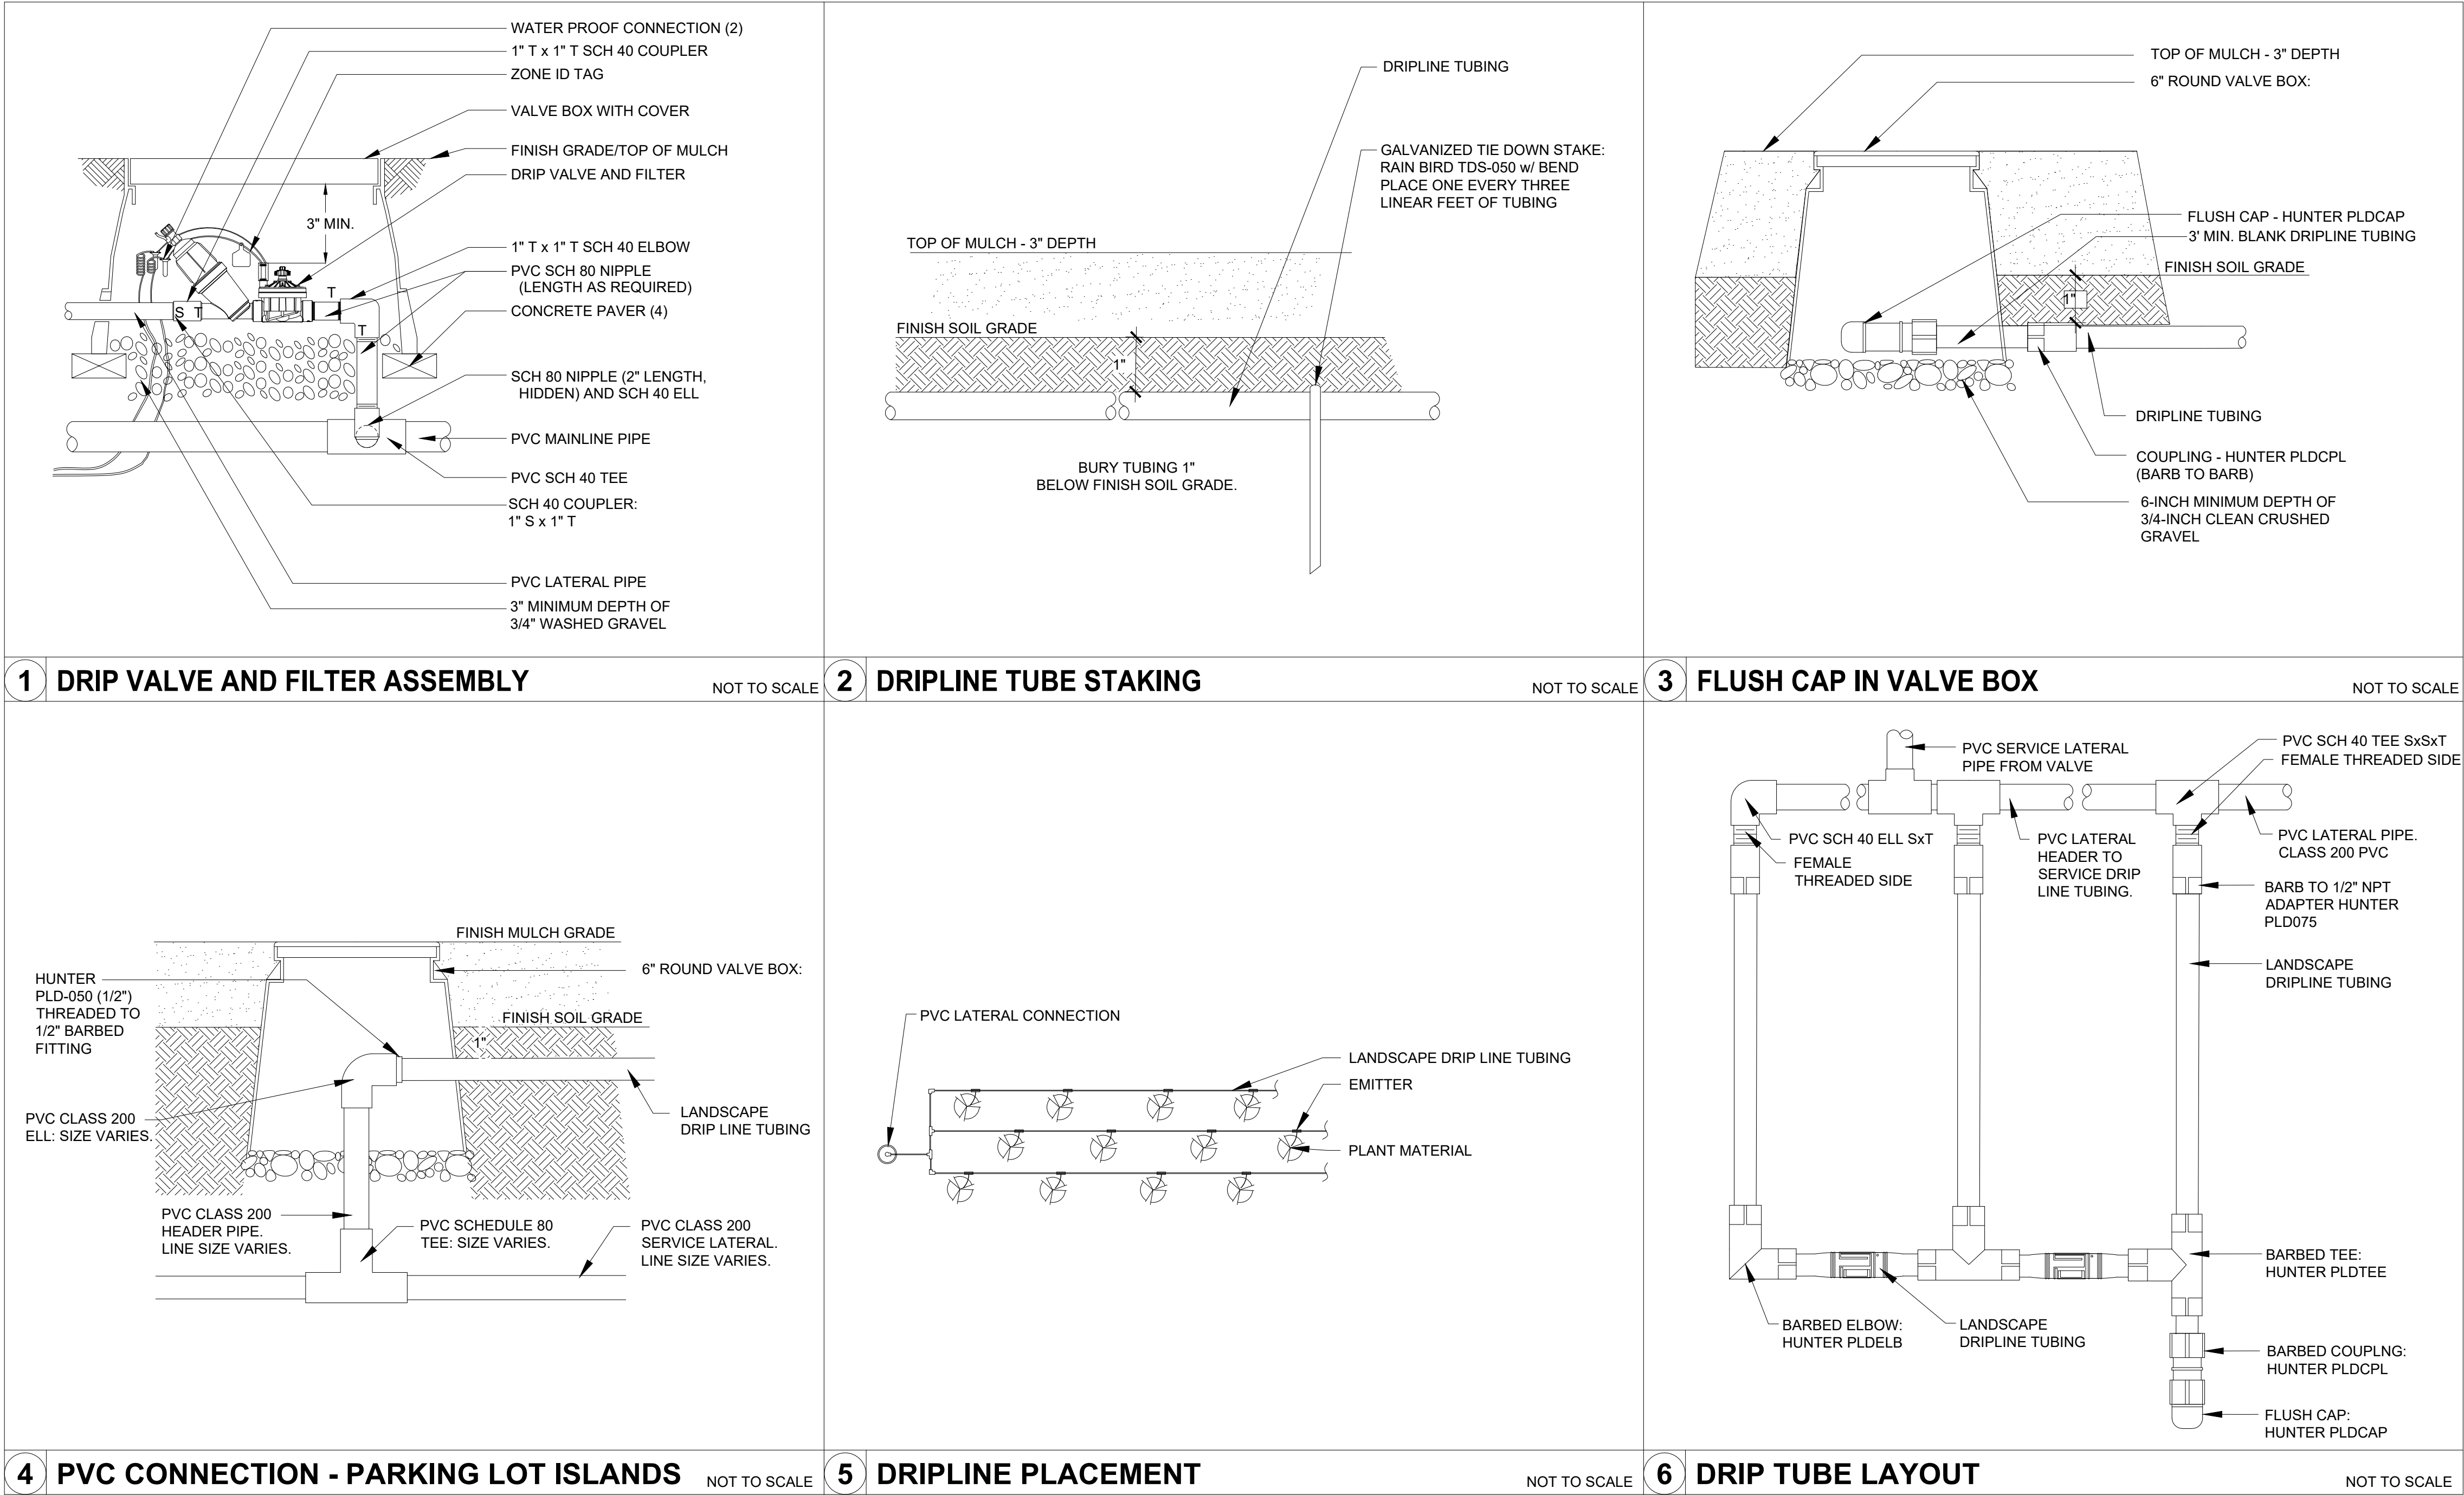 WATER PROOF CONNECTION (2)
1" T x 1" T SCH 40 COUPLER
ZONE ID TAG
VALVE BOX WITH COVER
FINISH GRADE/TOP OF MULCH
DRIP VALVE AND FILTER
3" MIN.
1" T x 1" T SCH 40 ELBOW
PVC SCH 80 NIPPLE
(LENGTH AS REQUIRED)
T
S T
CONCRETE PAVER (4)
T
SCH 80 NIPPLE (2" LENGTH,
HIDDEN) AND SCH 40 ELL
PVC MAINLINE PIPE
PVC SCH 40 TEE
SCH 40 COUPLER:
1" S x 1" T
PVC LATERAL PIPE
3" MINIMUM DEPTH OF
3/4" WASHED GRAVEL
1 DRIP VALVE AND FILTER ASSEMBLY NOT TO SCALE
DRIPLINE TUBING
GALVANIZED TIE DOWN STAKE:
RAIN BIRD TDS-050 w/ BEND
PLACE ONE EVERY THREE
LINEAR FEET OF TUBING
TOP OF MULCH - 3" DEPTH
FINISH SOIL GRADE
1"
BURY TUBING 1"
BELOW FINISH SOIL GRADE.
2 DRIPLINE TUBE STAKING NOT TO SCALE
TOP OF MULCH - 3" DEPTH
6" ROUND VALVE BOX:
FLUSH CAP - HUNTER PLDCAP
3' MIN. BLANK DRIPLINE TUBING
FINISH SOIL GRADE
1"
DRIPLINE TUBING
COUPLING - HUNTER PLDCPL
(BARB TO BARB)
6-INCH MINIMUM DEPTH OF
3/4-INCH CLEAN CRUSHED
GRAVEL
3 FLUSH CAP IN VALVE BOX NOT TO SCALE
FINISH MULCH GRADE
6" ROUND VALVE BOX:
HUNTER
PLD-050 (1/2")
THREADED TO
1/2" BARBED
FITTING
FINISH SOIL GRADE
1"
PVC CLASS 200
ELL: SIZE VARIES.
LANDSCAPE
DRIP LINE TUBING
PVC CLASS 200
HEADER PIPE.
LINE SIZE VARIES.
PVC SCHEDULE 80
TEE: SIZE VARIES.
PVC CLASS 200
SERVICE LATERAL.
LINE SIZE VARIES.
4 PVC CONNECTION - PARKING LOT ISLANDS NOT TO SCALE
PVC LATERAL CONNECTION
LANDSCAPE DRIP LINE TUBING
EMITTER
PLANT MATERIAL
5 DRIPLINE PLACEMENT NOT TO SCALE
PVC SERVICE LATERAL
PIPE FROM VALVE
PVC SCH 40 TEE SxSxT
FEMALE THREADED SIDE
PVC SCH 40 ELL SxT
FEMALE
THREADED SIDE
PVC LATERAL
HEADER TO
SERVICE DRIP
LINE TUBING.
PVC LATERAL PIPE.
CLASS 200 PVC
BARB TO 1/2" NPT
ADAPTER HUNTER
PLD075
LANDSCAPE
DRIPLINE TUBING
BARBED TEE:
HUNTER PLDTEE
BARBED ELBOW:
HUNTER PLDELB
LANDSCAPE
DRIPLINE TUBING
BARBED COUPLNG:
HUNTER PLDCPL
FLUSH CAP:
HUNTER PLDCAP
6 DRIP TUBE LAYOUT NOT TO SCALE